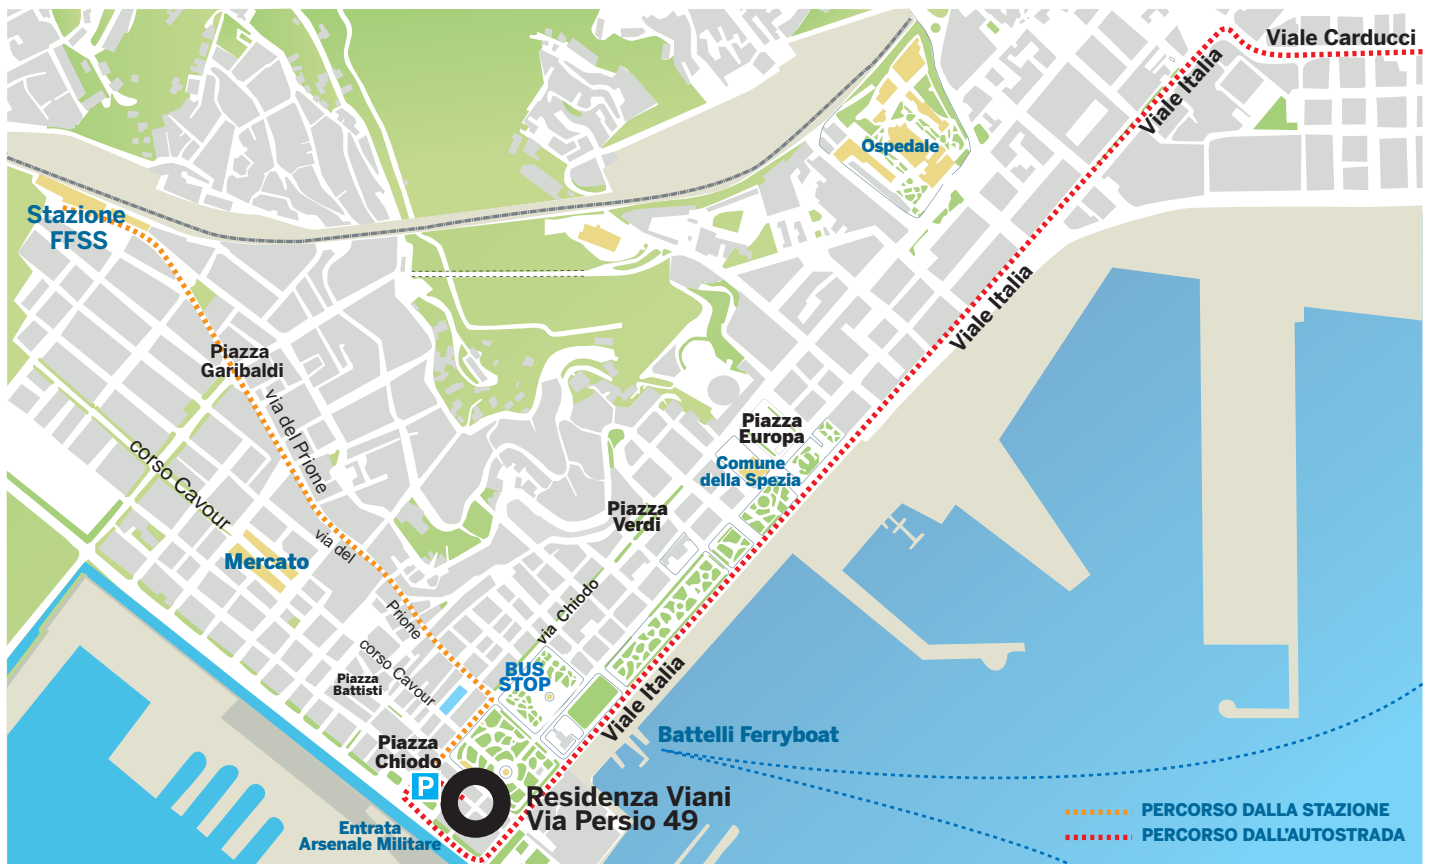 Viale Carducci
Viale Italia
Ospedale
Stazione
FFSS
Viale Italia
Piazza
Garibaldi
via del Prione
Piazza
Europa
corso Cavour
Comune
della Spezia
Piazza
Verdi
via del
Mercato
Prione
via Chiodo
corso Cavour
BUS
STOP
Piazza
Battisti
Viale Italia
Battelli Ferryboat
Piazza
Chiodo
P
Residenza Viani
Via Persio 49
Entrata
Arsenale Militare
PERCORSO DALLA STAZIONE
PERCORSO DALL'AUTOSTRADA